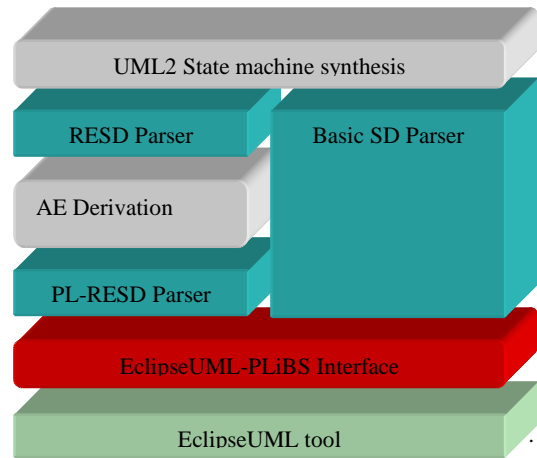 UML2 State machine synthesis
RESD Parser
Basic SD Parser
AE Derivation
PL-RESD Parser
EclipseUML-PLiBS Interface
EclipseUML tool
.